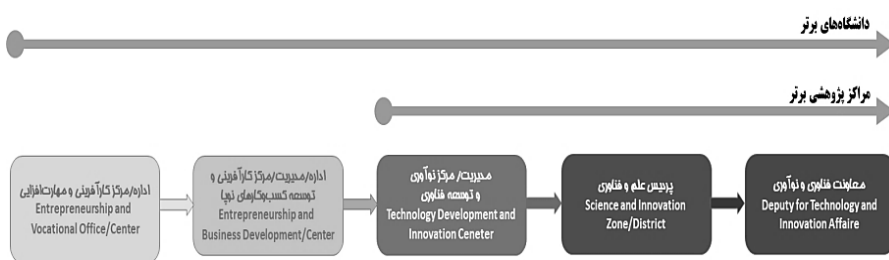 دانشگاه‌های برتر
مراکز پژوهشی برتر
اداره/مرکز کارآفرینی و مهارت‌افزایی
Entrepreneurship and
Vocational Office/Center
اداره/مدیریت/مرکز کارآفرینی و
توسعه کسب‌وکارهای نوپا
Entrepreneurship and
Business Development/Center
مدیریت/ مرکز نوآوری
و توسعه فناوری
Technology Development and
Innovation Ceneter
پردیس علم و فناوری
Science and Innovation
Zone/District
معاونت فناوری و نوآوری
Deputy for Technology and
Innovation Affaire